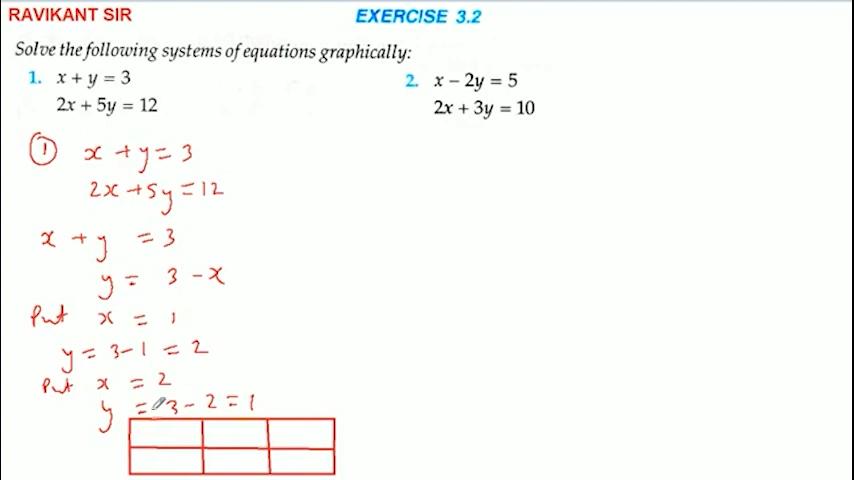 RAVIKANT SIR
EXERCISE 3.2
Solve the following systems of equations graphically:
1. x + y = 3
2x + 5y = 12
2. x − 2y = 5
2x + 3y = 10
1 x + y = 3
2x + 5y = 12
x + y = 3
y = 3 − x
Put x = 1
y = 3 − 1 = 2
Put x = 2
y = 3 − 2 = 1